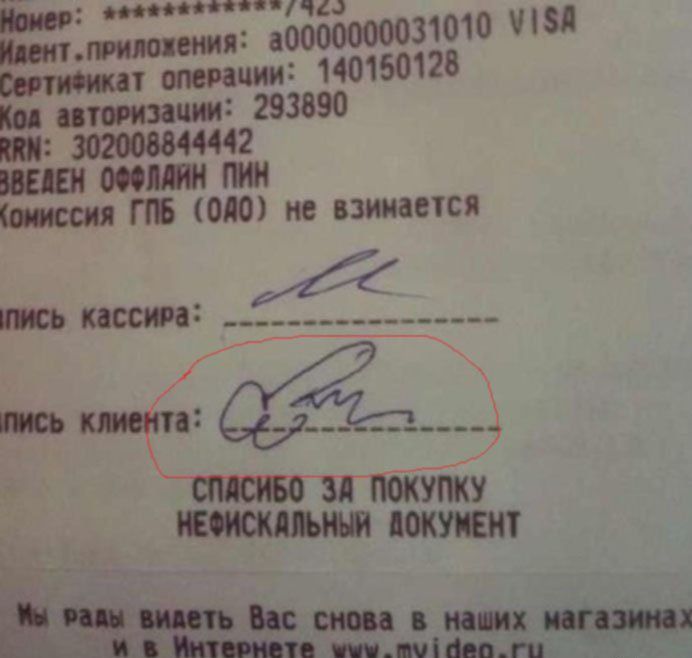 Номер: ************7423
Идент.приложения: a0000000031010 VISA
Сертификат операции: 140150128
Код авторизации: 293890
RRN: 302008844442
ВВЕДЕН ОФФЛАЙН ПИН
Комиссия ГПБ (ОАО) не взимается
пись кассира:
пись клиента:
СПАСИБО ЗА ПОКУПКУ
НЕФИСКАЛЬНЫЙ ДОКУМЕНТ
Мы рады видеть Вас снова в наших магазинах
и в Интернете www.mvideo.ru